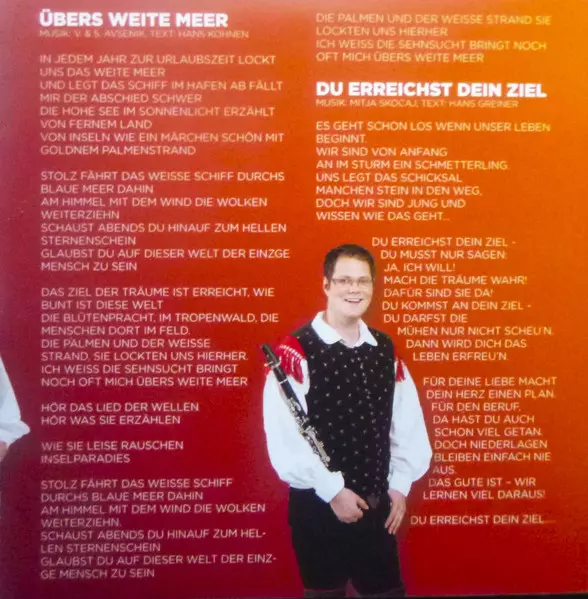 ÜBERS WEITE MEER
MUSIK: V. & S. AVSENIK, TEXT: HANS KOHNEN
IN JEDEM JAHR ZUR URLAUBSZEIT LOCKT
UNS DAS WEITE MEER
UND LEGT DAS SCHIFF IM HAFEN AB FÄLLT
MIR DER ABSCHIED SCHWER
DIE HOHE SEE IM SONNENLICHT ERZÄHLT
VON FERNEM LAND
VON INSELN WIE EIN MÄRCHEN SCHÖN MIT
GOLDNEM PALMENSTRAND
STOLZ FÄHRT DAS WEISSE SCHIFF DURCHS
BLAUE MEER DAHIN
AM HIMMEL MIT DEM WIND DIE WOLKEN
WEITERZIEHN
SCHAUST ABENDS DU HINAUF ZUM HELLEN
STERNENSCHEIN
GLAUBST DU AUF DIESER WELT DER EINZGE
MENSCH ZU SEIN
DAS ZIEL DER TRÄUME IST ERREICHT, WIE
BUNT IST DIESE WELT
DIE BLÜTENPRACHT, IM TROPENWALD, DIE
MENSCHEN DORT IM FELD.
DIE PALMEN UND DER WEISSE
STRAND, SIE LOCKTEN UNS HIERHER.
ICH WEISS DIE SEHNSUCHT BRINGT
NOCH OFT MICH ÜBERS WEITE MEER
HÖR DAS LIED DER WELLEN
HÖR WAS SIE ERZÄHLEN
WIE SIE LEISE RAUSCHEN
INSELPARADIES
STOLZ FÄHRT DAS WEISSE SCHIFF
DURCHS BLAUE MEER DAHIN
AM HIMMEL MIT DEM WIND DIE WOLKEN
WEITERZIEHN.
SCHAUST ABENDS DU HINAUF ZUM HEL-
LEN STERNENSCHEIN
GLAUBST DU AUF DIESER WELT DER EINZ-
GE MENSCH ZU SEIN
DIE PALMEN UND DER WEISSE STRAND SIE
LOCKTEN UNS HIERHER
ICH WEISS DIE SEHNSUCHT BRINGT NOCH
OFT MICH ÜBERS WEITE MEER
DU ERREICHST DEIN ZIEL
MUSIK: MITJA SKOCAJ, TEXT: HANS GREINER
ES GEHT SCHON LOS WENN UNSER LEBEN
BEGINNT.
WIR SIND VON ANFANG
AN IM STURM EIN SCHMETTERLING.
UNS LEGT DAS SCHICKSAL
MANCHEN STEIN IN DEN WEG,
DOCH WIR SIND JUNG UND
WISSEN WIE DAS GEHT...
DU ERREICHST DEIN ZIEL -
DU MUSST NUR SAGEN:
JA, ICH WILL!
MACH DIE TRÄUME WAHR!
DAFÜR SIND SIE DA!
DU KOMMST AN DEIN ZIEL -
DU DARFST DIE
MÜHEN NUR NICHT SCHEU'N.
DANN WIRD DICH DAS
LEBEN ERFREU'N.
FÜR DEINE LIEBE MACHT
DEIN HERZ EINEN PLAN.
FÜR DEN BERUF,
DA HAST DU AUCH
SCHON VIEL GETAN.
DOCH NIEDERLAGEN
BLEIBEN EINFACH NIE
AUS.
DAS GUTE IST – WIR
LERNEN VIEL DARAUS!
DU ERREICHST DEIN ZIEL....